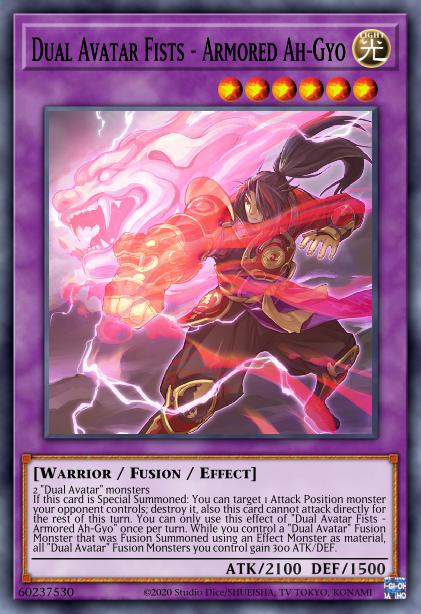 Dual Avatar Fists - Armored Ah-Gyo
LIGHT
光
[Warrior / Fusion / Effect]
2 "Dual Avatar" monsters
If this card is Special Summoned: You can target 1 Attack Position monster
your opponent controls; destroy it, also this card cannot attack directly for
the rest of this turn. You can only use this effect of "Dual Avatar Fists -
Armored Ah-Gyo" once per turn. While you control a "Dual Avatar" Fusion
Monster that was Fusion Summoned using an Effect Monster as material,
all "Dual Avatar" Fusion Monsters you control gain 300 ATK/DEF.
ATK/2100 DEF/1500
60237530 ©2020 Studio Dice/SHUEISHA, TV TOKYO, KONAMI